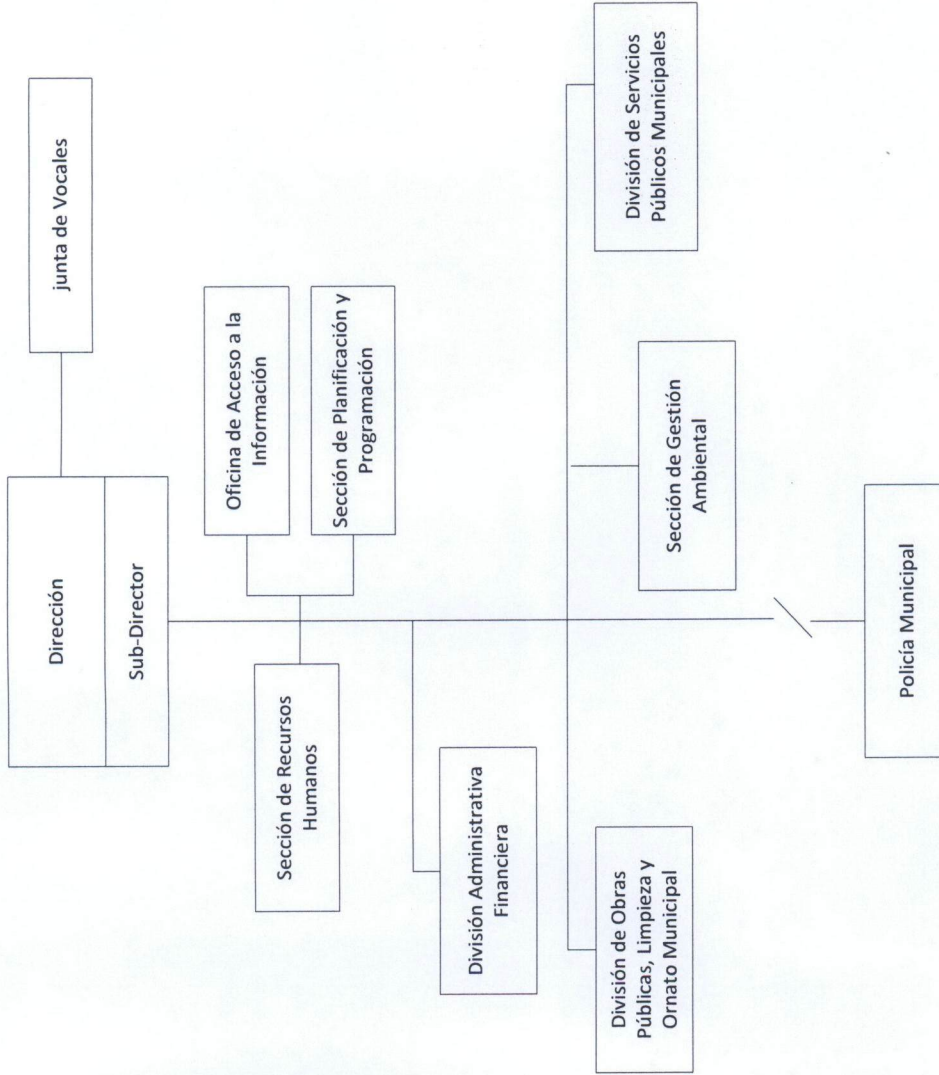 junta de Vocales
Dirección
Sub-Director
Oficina de Acceso a la
Información
Sección de Planificación y
Programación
Sección de Recursos
Humanos
División Administrativa
Financiera
División de Obras
Públicas, Limpieza y
Ornato Municipal
Sección de Gestión
Ambiental
División de Servicios
Públicos Municipales
Policía Municipal